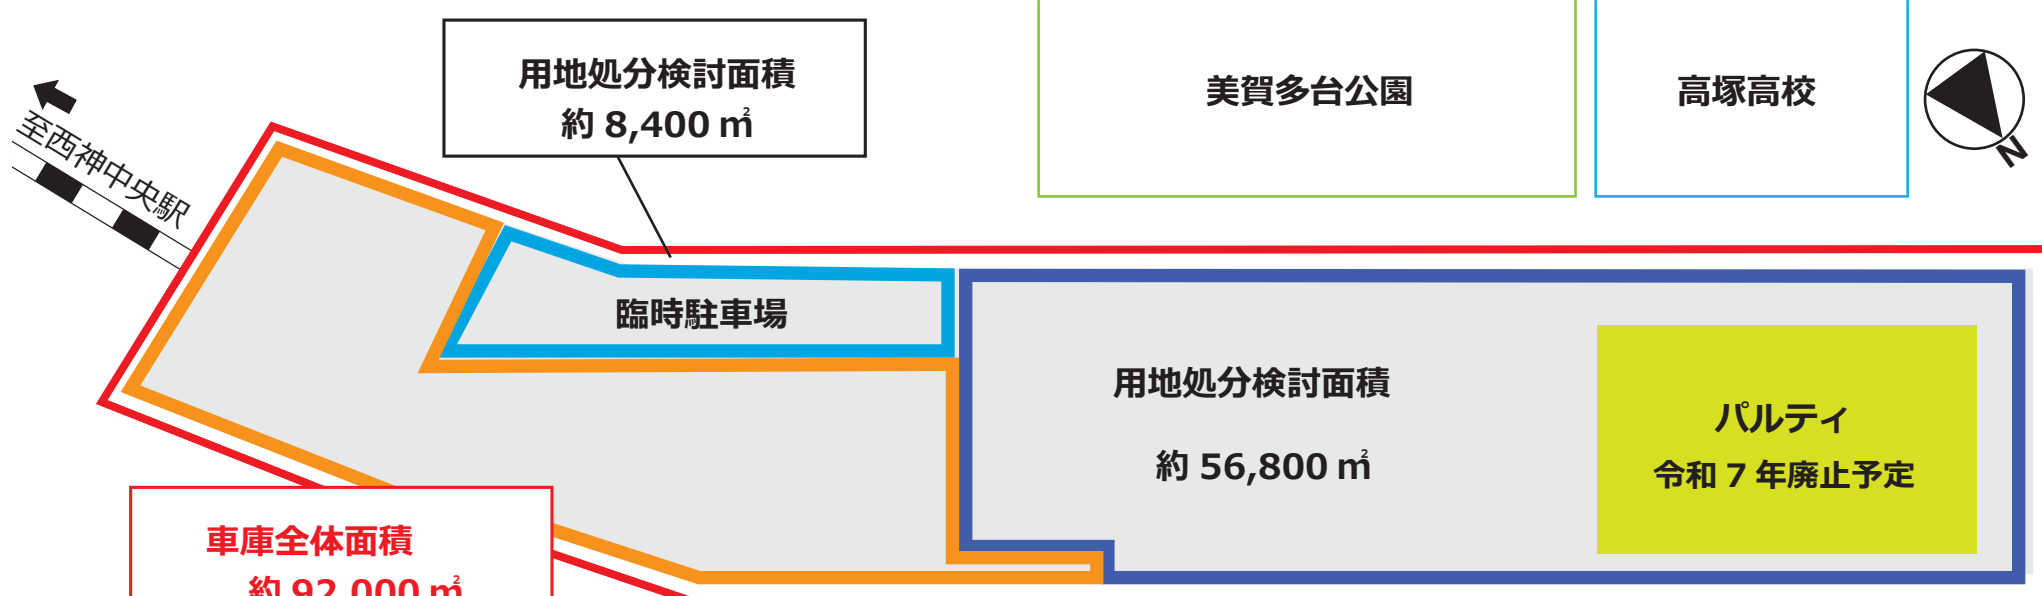 用地処分検討面積
約 8,400 ㎡
美賀多台公園
高塚高校
N
至西神中央駅
臨時駐車場
用地処分検討面積
約 56,800 ㎡
パルティ
令和 7 年廃止予定
車庫全体面積
約 92,000 ㎡